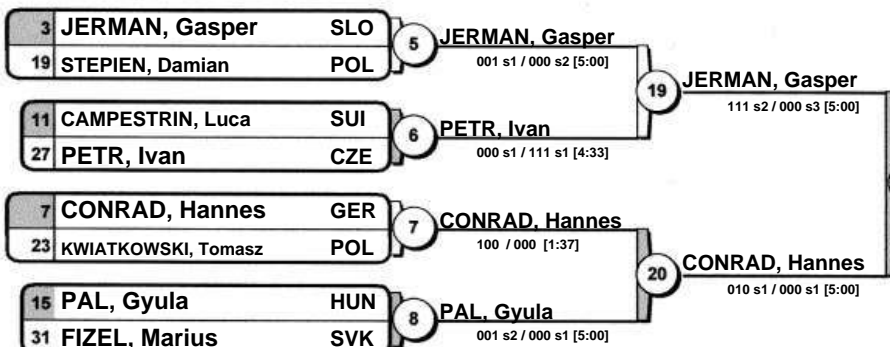 3 JERMAN, Gasper SLO
19 STEPIEN, Damian POL
5
JERMAN, Gasper
001 s1 / 000 s2 [5:00]
11 CAMPESTRIN, Luca SUI
27 PETR, Ivan CZE
6
PETR, Ivan
000 s1 / 111 s1 [4:33]
19
JERMAN, Gasper
111 s2 / 000 s3 [5:00]
7 CONRAD, Hannes GER
23 KWIATKOWSKI, Tomasz POL
7
CONRAD, Hannes
100 / 000 [1:37]
15 PAL, Gyula HUN
31 FIZEL, Marius SVK
8
PAL, Gyula
001 s2 / 000 s1 [5:00]
20
CONRAD, Hannes
010 s1 / 000 s1 [5:00]